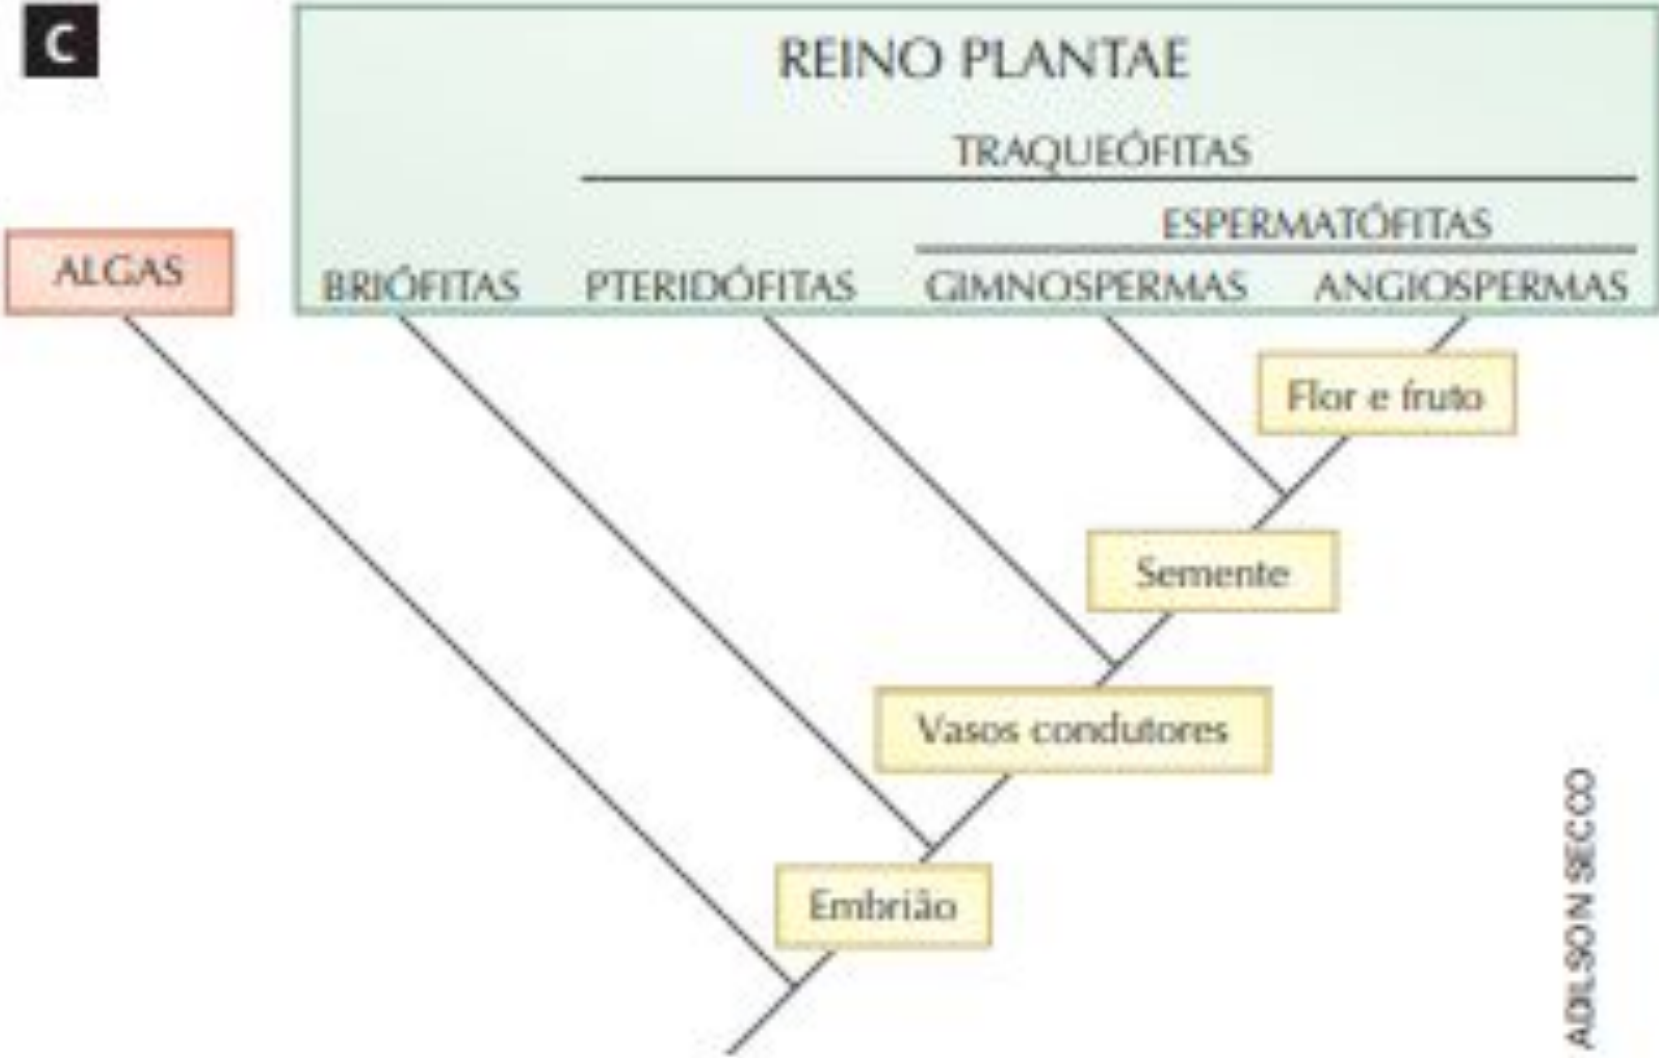 C
REINO PLANTAE
TRAQUEÓFITAS
ESPERMATÓFITAS
ALGAS
BRIÓFITAS PTERIDÓFITAS GIMNOSPERMAS ANGIOSPERMAS
Flor e fruto
Semente
Vasos condutores
Embrião
ADILSON SECCO